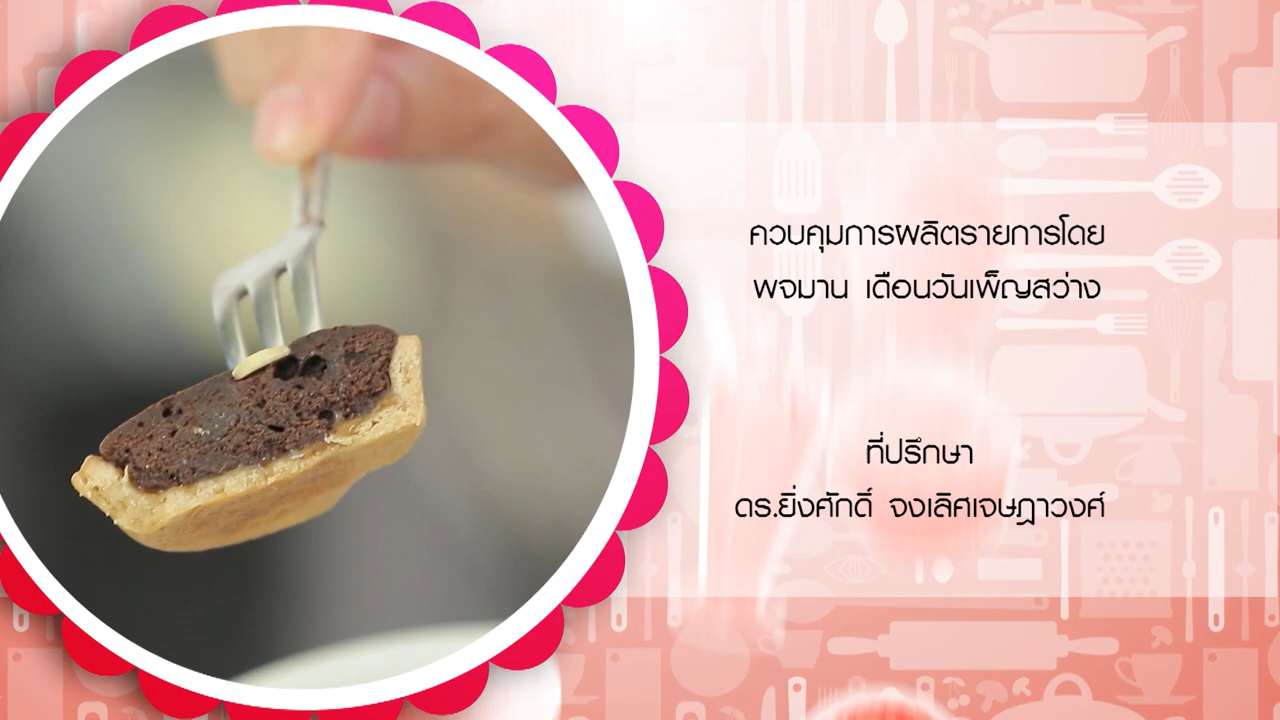 ควบคุมการผลิตรายการโดย
พจมาน เดือนวันเพ็ญสว่าง
ที่ปรึกษา
ดร.ยิ่งศักดิ์ จงเลิศเจษฎาวงศ์